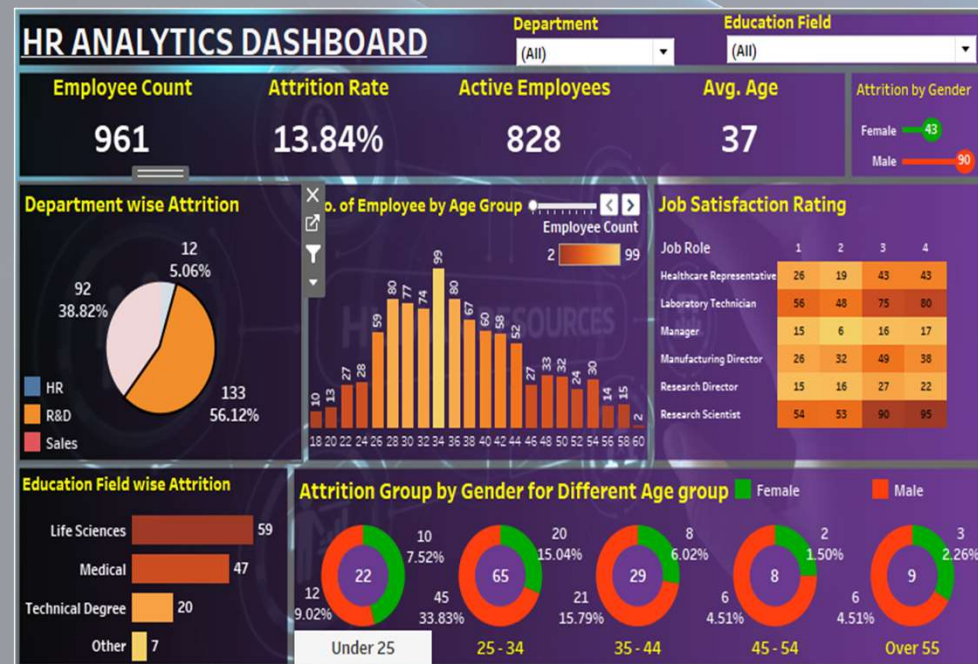 HR ANALYTICS DASHBOARD
Department
(All)
Education Field
(All)
Employee Count
961
Attrition Rate
13.84%
Active Employees
828
Avg. Age
37
Attrition by Gender
Female 43
Male 90
Department wise Attrition
12
5.06%
92
38.82%
133
56.12%
HR
R&D
Sales
o. of Employee by Age Group
Employee Count
2 99
10 13 27 28 59 80 77 74 99 80 67 60 58 52 27 33 32 24 30 14 15 2
18 20 22 24 26 28 30 32 34 36 38 40 42 44 46 48 50 52 54 56 58 60
Job Satisfaction Rating
Job Role 1 2 3 4
Healthcare Representative 26 19 43 43
Laboratory Technician 56 48 75 80
Manager 15 6 16 17
Manufacturing Director 26 32 49 38
Research Director 15 16 27 22
Research Scientist 54 53 90 95
Education Field wise Attrition
Life Sciences 59
Medical 47
Technical Degree 20
Other 7
Attrition Group by Gender for Different Age group
Female
Male
10
7.52%
22
12
9.02%
Under 25
20
15.04%
65
45
33.83%
25 - 34
8
6.02%
29
21
15.79%
35 - 44
2
1.50%
8
6
4.51%
45 - 54
3
2.26%
9
6
4.51%
Over 55